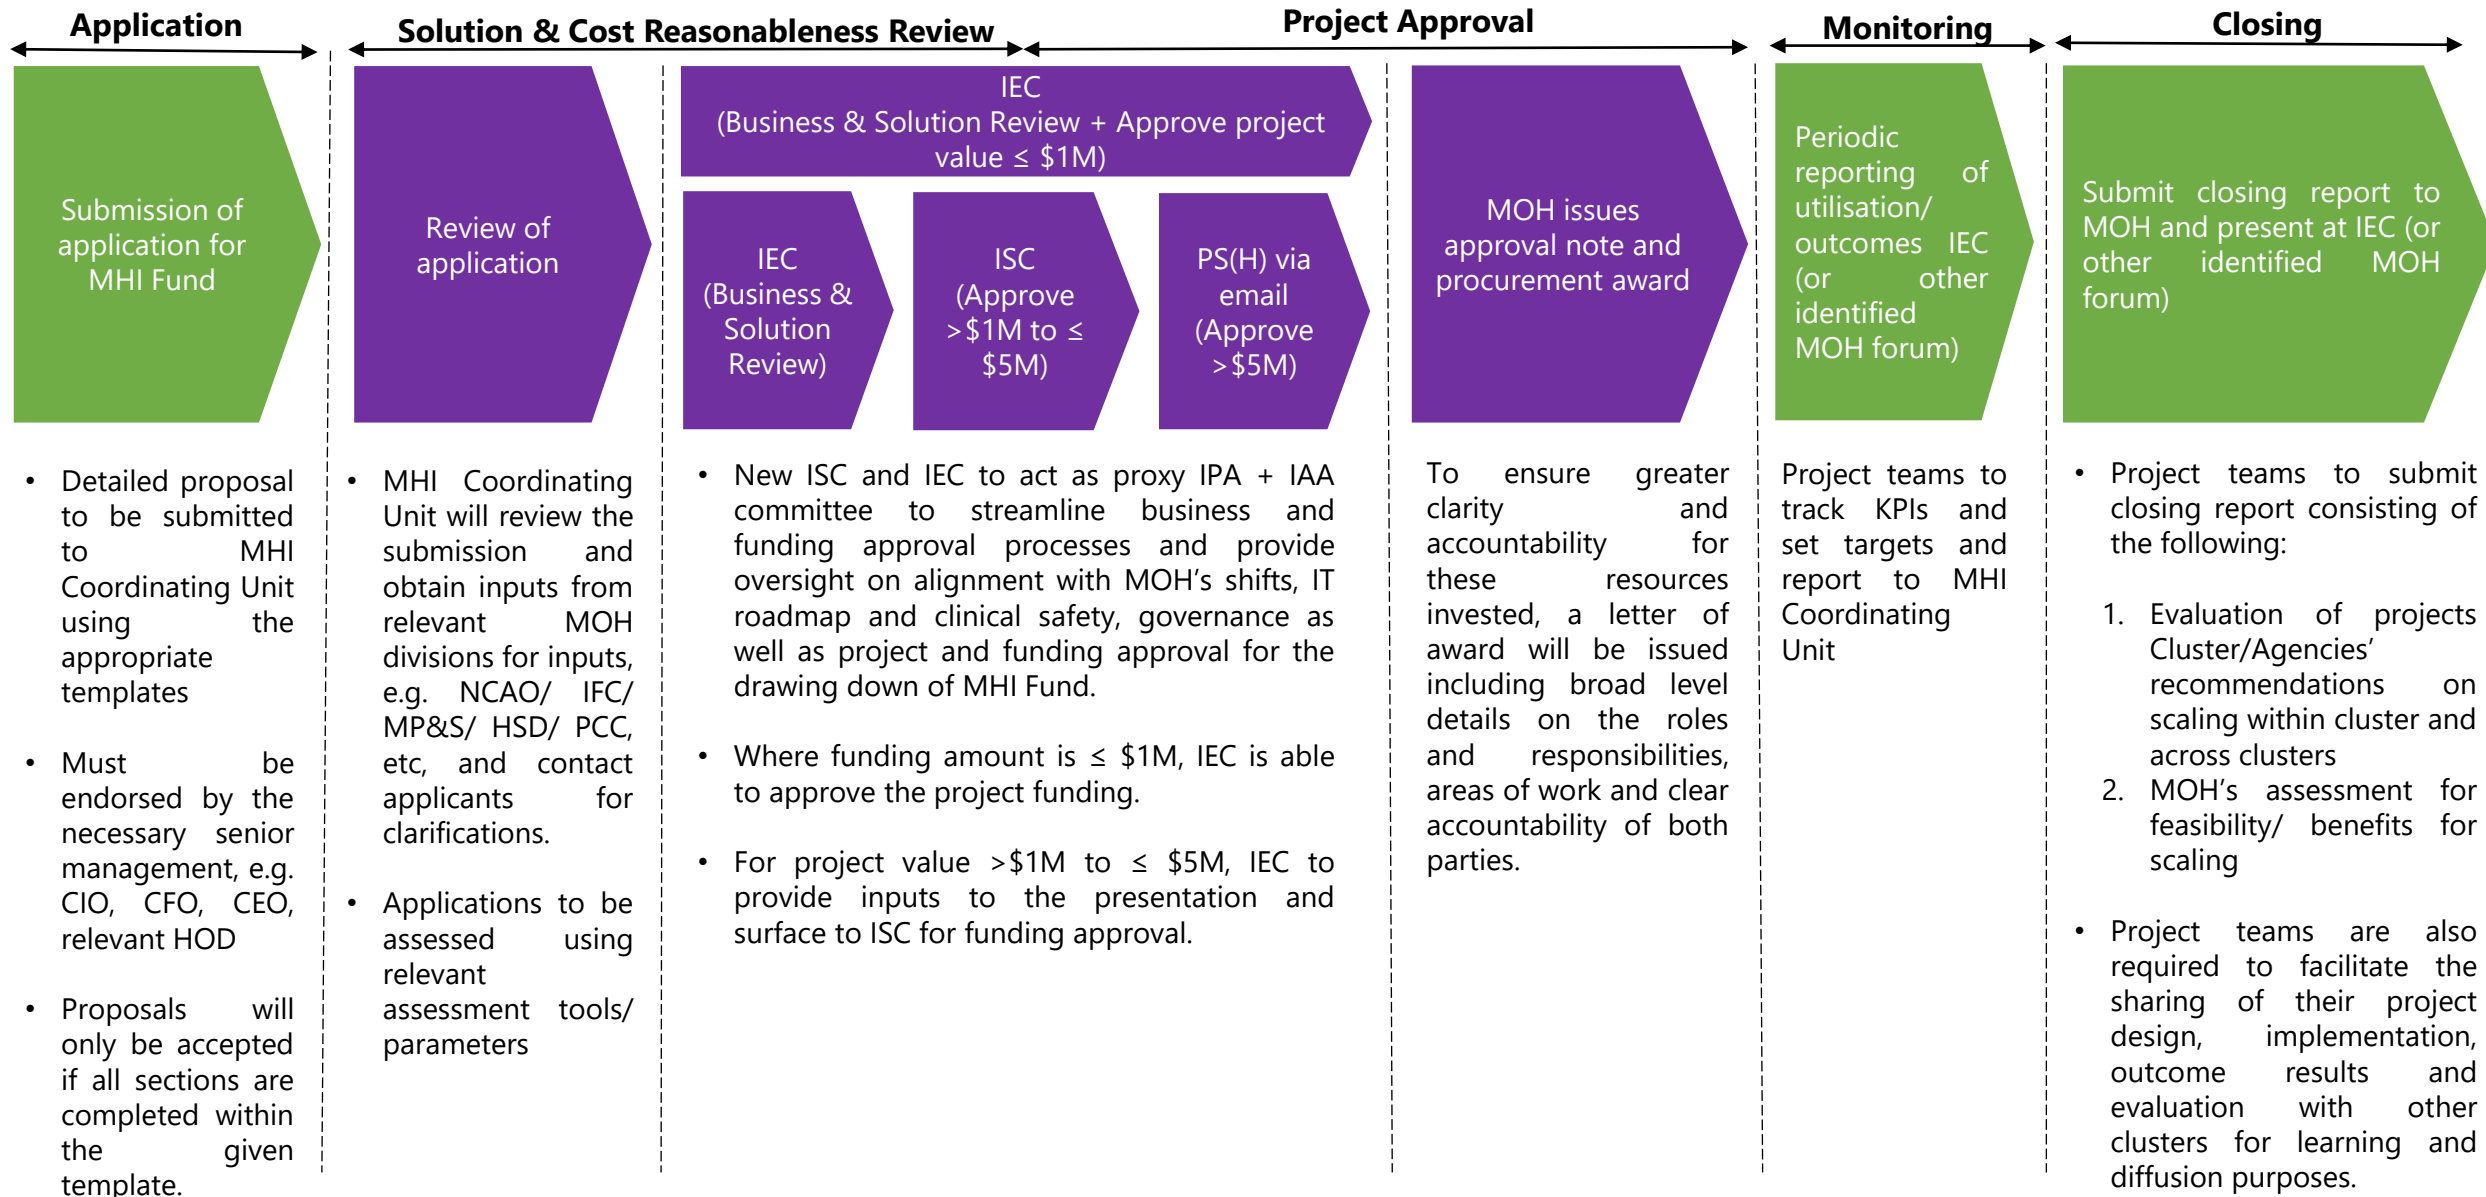 Application
Solution & Cost Reasonableness Review
Project Approval
Monitoring
Closing
Submission of
application for
MHI Fund
Review of
application
IEC
(Business & Solution Review + Approve project
value ≤ $1M)
IEC
(Business &
Solution
Review)
ISC
(Approve
>$1M to ≤
$5M)
PS(H) via
email
(Approve
>$5M)
MOH issues
approval note and
procurement award
Periodic
reporting of
utilisation/
outcomes IEC
(or other
identified
MOH forum)
Submit closing report to
MOH and present at IEC (or
other identified MOH
forum)
• Detailed proposal
to be submitted
to MHI
Coordinating Unit
using the
appropriate
templates
• Must be
endorsed by the
necessary senior
management, e.g.
CIO, CFO, CEO,
relevant HOD
• Proposals will
only be accepted
if all sections are
completed within
the given
template.
• MHI Coordinating
Unit will review the
submission and
obtain inputs from
relevant MOH
divisions for inputs,
e.g. NCAO/ IFC/
MP&S/ HSD/ PCC,
etc, and contact
applicants for
clarifications.
• Applications to be
assessed using
relevant
assessment tools/
parameters
• New ISC and IEC to act as proxy IPA + IAA
committee to streamline business and
funding approval processes and provide
oversight on alignment with MOH's shifts, IT
roadmap and clinical safety, governance as
well as project and funding approval for the
drawing down of MHI Fund.
• Where funding amount is ≤ $1M, IEC is able
to approve the project funding.
• For project value >$1M to ≤ $5M, IEC to
provide inputs to the presentation and
surface to ISC for funding approval.
To ensure greater
clarity and
accountability for
these resources
invested, a letter of
award will be issued
including broad level
details on the roles
and responsibilities,
areas of work and clear
accountability of both
parties.
Project teams to
track KPIs and
set targets and
report to MHI
Coordinating
Unit
• Project teams to submit
closing report consisting of
the following:
1. Evaluation of projects
Cluster/Agencies'
recommendations on
scaling within cluster and
across clusters
2. MOH's assessment for
feasibility/ benefits for
scaling
• Project teams are also
required to facilitate the
sharing of their project
design, implementation,
outcome results and
evaluation with other
clusters for learning and
diffusion purposes.